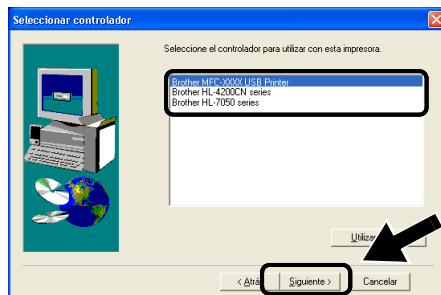 Seleccionar controlador
Seleccione el controlador para utilizar con esta impresora.
Brother MFC-XXXX USB Printer
Brother HL-4200CN series
Brother HL-7050 series
< Atrá
Siguiente >
Cancelar